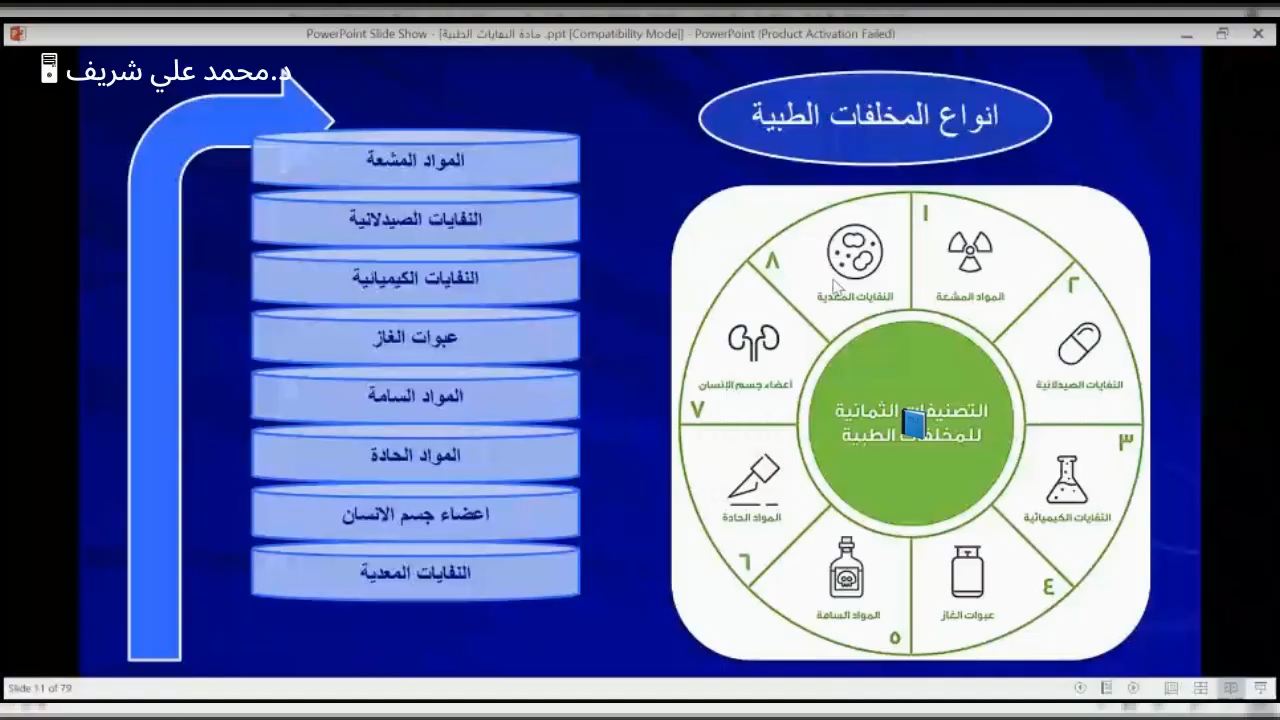 PowerPoint Slide Show - [مادة النفايات الطبية .ppt [Compatibility Mode]] - PowerPoint (Product Activation Failed)
د.محمد علي شريف
انواع المخلفات الطبية
المواد المشعة
النفايات الصيدلانية
النفايات الكيميائية
عبوات الغاز
المواد السامة
المواد الحادة
اعضاء جسم الانسان
النفايات المعدية
التصنيفات الثمانية
للمخلفات الطبية
١
المواد المشعة
٢
النفايات الصيدلانية
٣
النفايات الكيميائية
٤
عبوات الغاز
٥
المواد السامة
٦
المواد الحادة
٧
أعضاء جسم الإنسان
٨
النفايات المعدية
Slide 11 of 79